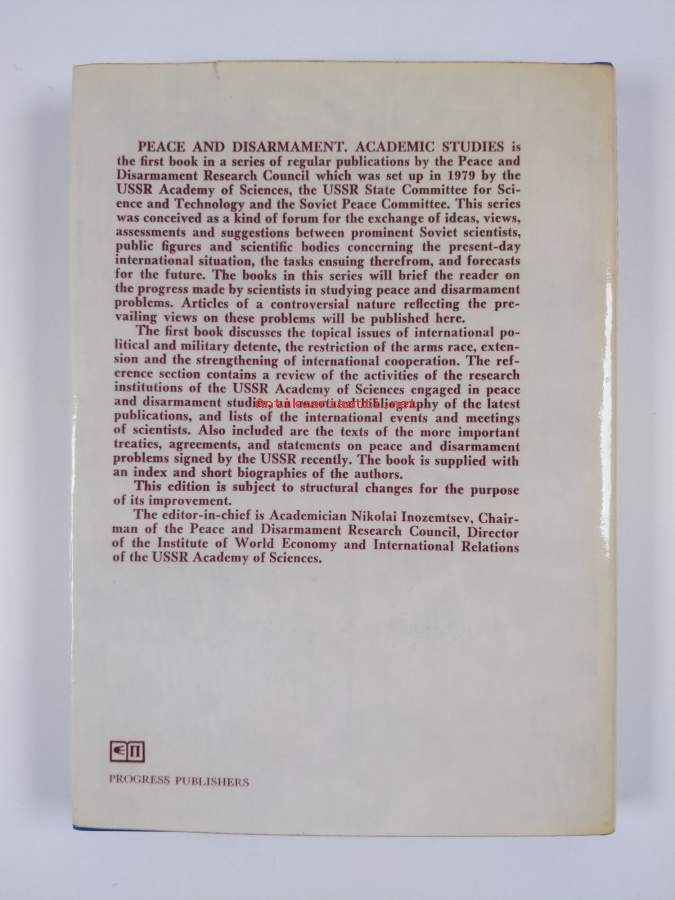 PEACE AND DISARMAMENT. ACADEMIC STUDIES is
the first book in a series of regular publications by the Peace and
Disarmament Research Council which was set up in 1979 by the
USSR Academy of Sciences, the USSR State Committee for Sci-
ence and Technology and the Soviet Peace Committee. This series
was conceived as a kind of forum for the exchange of ideas, views,
assessments and suggestions between prominent Soviet scientists,
public figures and scientific bodies concerning the present-day
international situation, the tasks ensuing therefrom, and forecasts
for the future. The books in this series will brief the reader on
the progress made by scientists in studying peace and disarmament
problems. Articles of a controversial nature reflecting the pre-
vailing views on these problems will be published here.
The first book discusses the topical issues of international po-
litical and military detente, the restriction of the arms race, exten-
sion and the strengthening of international cooperation. The ref-
erence section contains a review of the activities of the research
institutions of the USSR Academy of Sciences engaged in peace
and disarmament studies, an annotated bibliography of the latest
publications, and lists of the international events and meetings
of scientists. Also included are the texts of the more important
treaties, agreements, and statements on peace and disarmament
problems signed by the USSR recently. The book is supplied with
an index and short biographies of the authors.
This edition is subject to structural changes for the purpose
of its improvement.
The editor-in-chief is Academician Nikolai Inozemtsev, Chair-
man of the Peace and Disarmament Research Council, Director
of the Institute of World Economy and International Relations
of the USSR Academy of Sciences.
PROGRESS PUBLISHERS